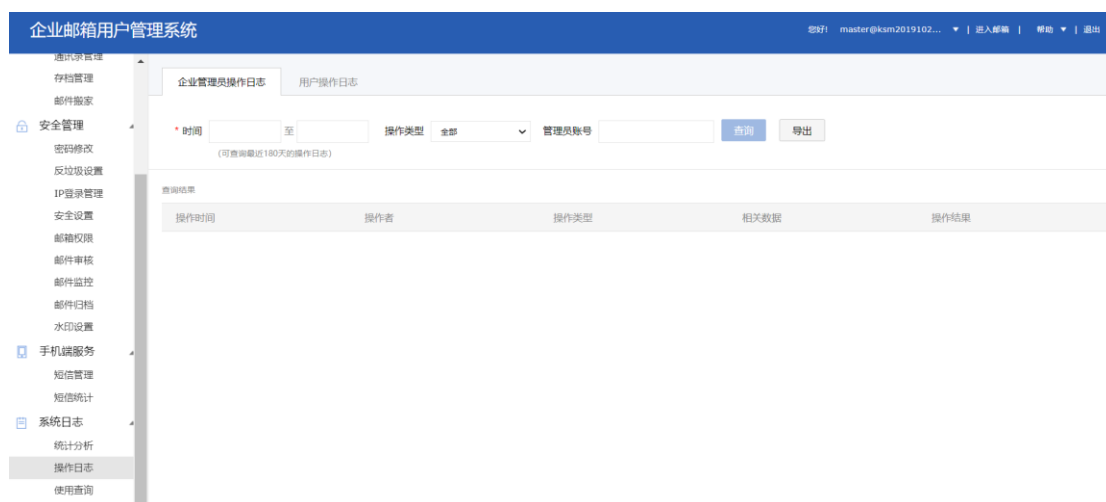 企业邮箱用户管理系统
您好! master@ksm2019102... ▼ | 进入邮箱 | 帮助 ▼ | 退出
通讯录管理
存档管理
邮件搬家
安全管理
密码修改
反垃圾设置
IP登录管理
安全设置
邮箱权限
邮件审核
邮件监控
邮件归档
水印设置
手机端服务
短信管理
短信统计
系统日志
统计分析
操作日志
使用查询
企业管理员操作日志 用户操作日志
* 时间 至 操作类型 全部 管理员账号 查询 导出
(可查询最近180天的操作日志)
查询结果
操作时间 操作者 操作类型 相关数据 操作结果